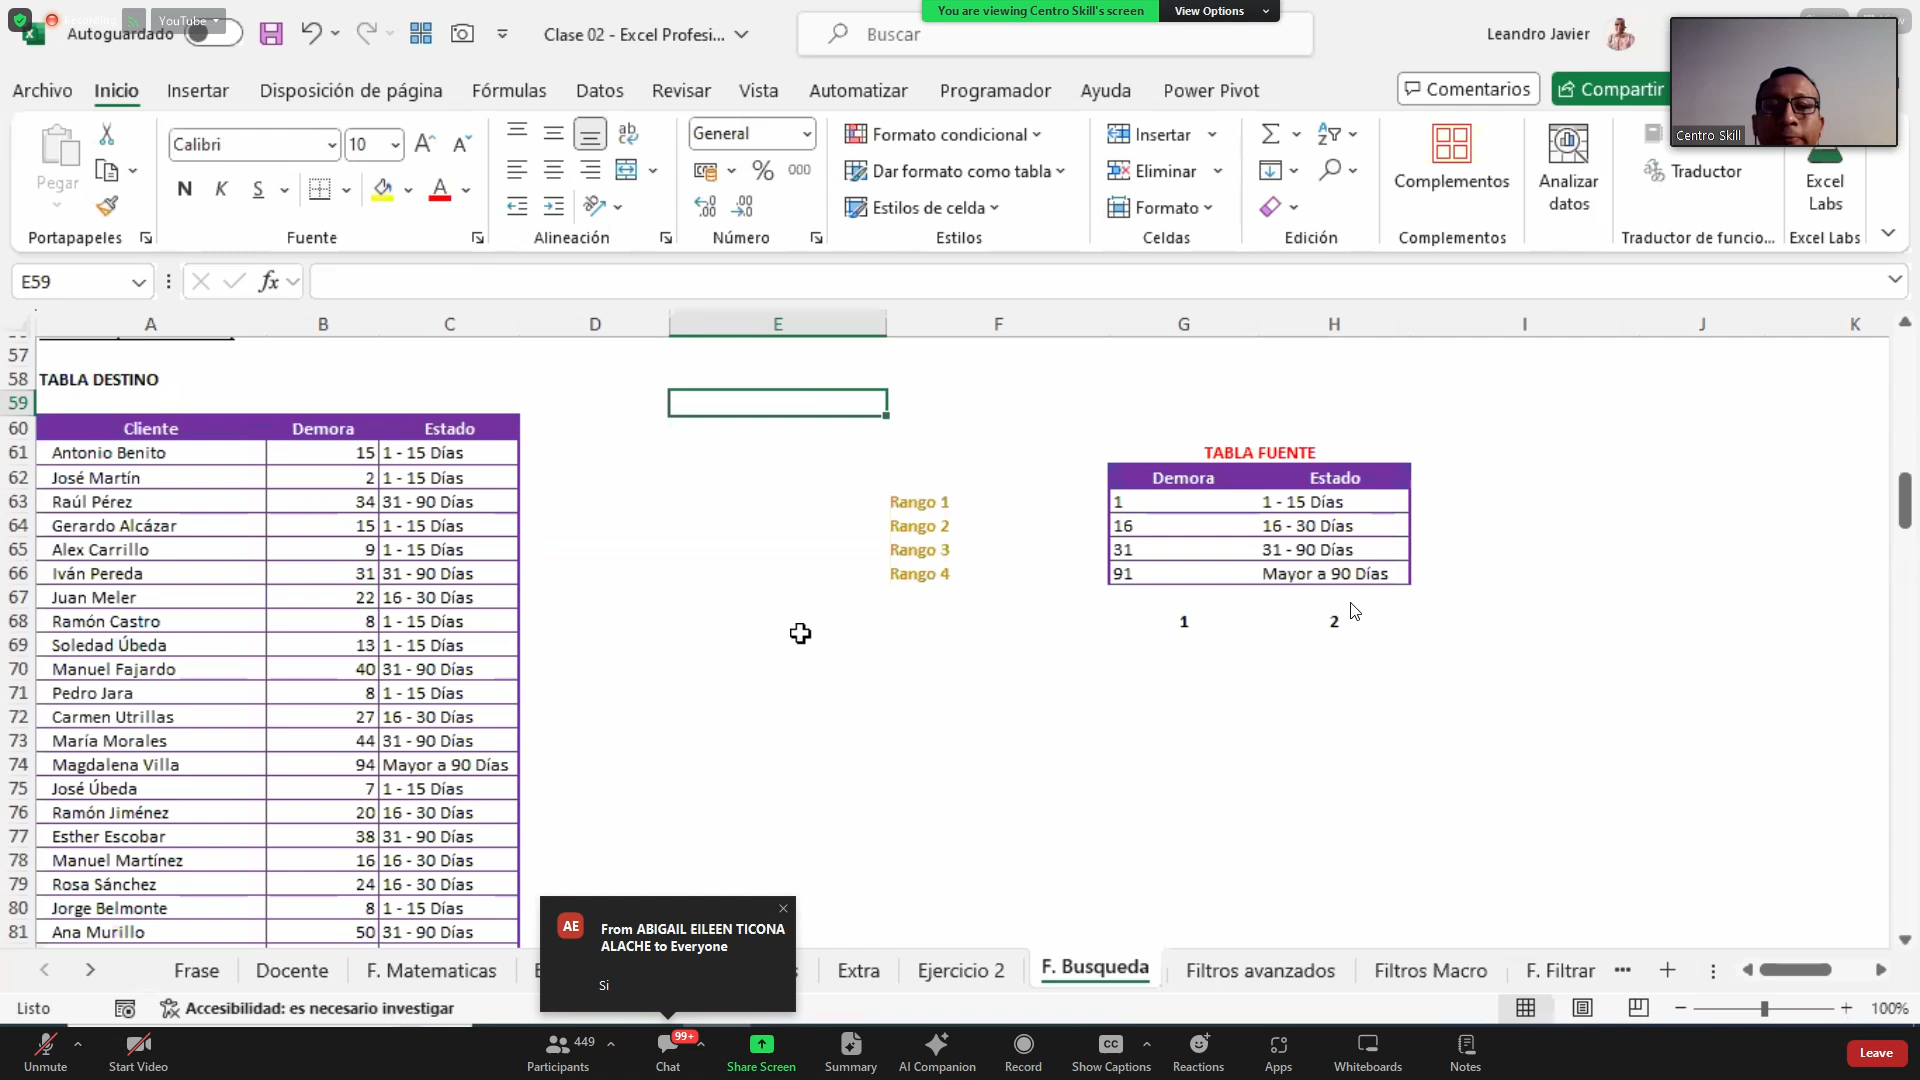 Recording
YouTube
You are viewing Centro Skill's screen
View Options
Autoguardado
Clase 02 - Excel Profesi...
Buscar
Leandro Javier
Centro Skill
Archivo
Inicio
Insertar
Disposición de página
Fórmulas
Datos
Revisar
Vista
Automatizar
Programador
Ayuda
Power Pivot
Comentarios
Compartir
Pegar
Calibri
10
N K S
General
% 000
Formato condicional
Dar formato como tabla
Estilos de celda
Insertar
Eliminar
Formato
Complementos
Analizar
datos
Traductor
Excel
Labs
Portapapeles
Fuente
Alineación
Número
Estilos
Celdas
Edición
Complementos
Traductor de funcio...
Excel Labs
E59
fx
A B C D E F G H I J K
57
58 TABLA DESTINO
59
60 Cliente Demora Estado
61 Antonio Benito 15 1 - 15 Días TABLA FUENTE
62 José Martín 2 1 - 15 Días Demora Estado
63 Raúl Pérez 34 31 - 90 Días Rango 1 1 1 - 15 Días
64 Gerardo Alcázar 15 1 - 15 Días Rango 2 16 16 - 30 Días
65 Alex Carrillo 9 1 - 15 Días Rango 3 31 31 - 90 Días
66 Iván Pereda 31 31 - 90 Días Rango 4 91 Mayor a 90 Días
67 Juan Meler 22 16 - 30 Días
68 Ramón Castro 8 1 - 15 Días 1 2
69 Soledad Úbeda 13 1 - 15 Días
70 Manuel Fajardo 40 31 - 90 Días
71 Pedro Jara 8 1 - 15 Días
72 Carmen Utrillas 27 16 - 30 Días
73 María Morales 44 31 - 90 Días
74 Magdalena Villa 94 Mayor a 90 Días
75 José Úbeda 7 1 - 15 Días
76 Ramón Jiménez 20 16 - 30 Días
77 Esther Escobar 38 31 - 90 Días
78 Manuel Martínez 16 16 - 30 Días
79 Rosa Sánchez 24 16 - 30 Días
80 Jorge Belmonte 8 1 - 15 Días
81 Ana Murillo 50 31 - 90 Días
AE
From ABIGAIL EILEEN TICONA
ALACHE to Everyone
Si
Frase
Docente
F. Matematicas
Extra
Ejercicio 2
F. Busqueda
Filtros avanzados
Filtros Macro
F. Filtrar
Listo
Accesibilidad: es necesario investigar
100%
Unmute
Start Video
449
Participants
99+
Chat
Share Screen
Summary
AI Companion
Record
CC
Show Captions
Reactions
Apps
Whiteboards
Notes
Leave